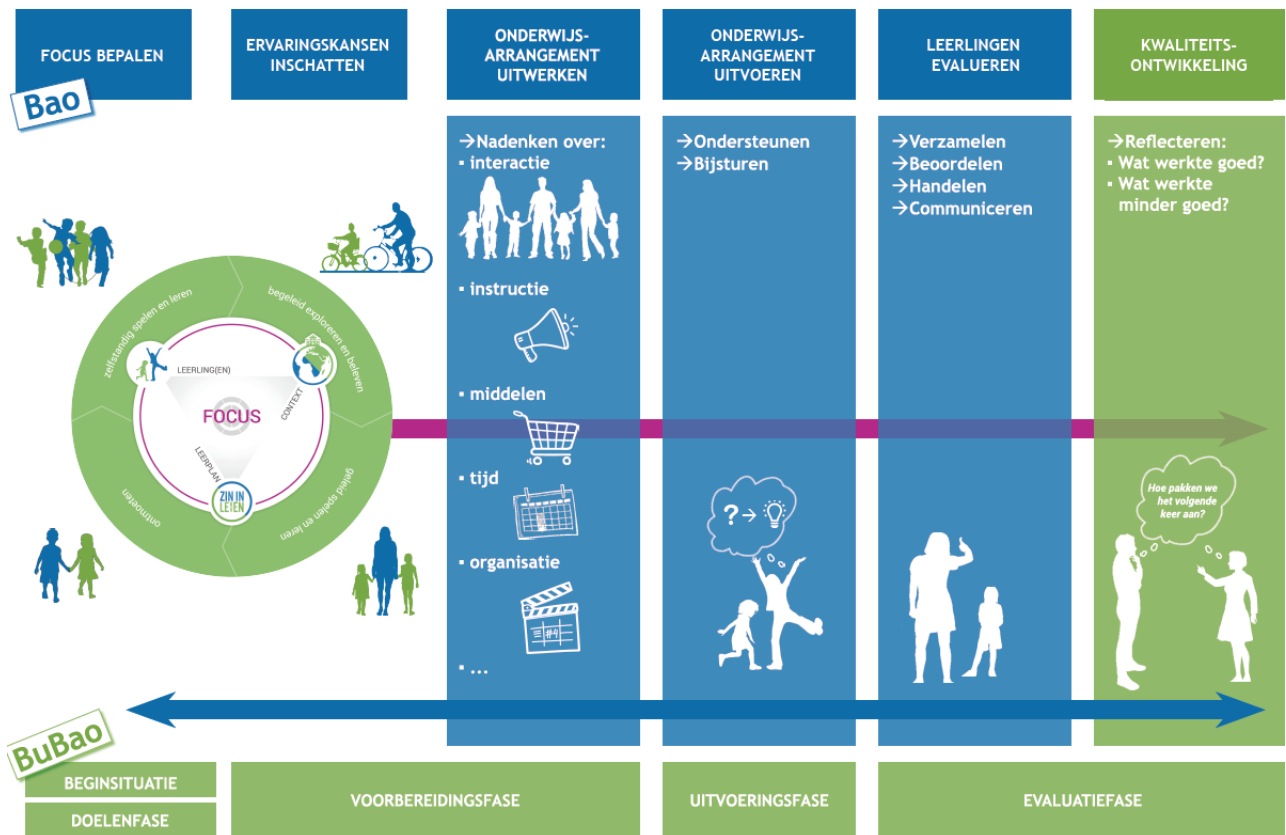 FOCUS BEPALEN
ERVARINGSKANSEN
INSCHATTEN
ONDERWIJS-
ARRANGEMENT
UITWERKEN
ONDERWIJS-
ARRANGEMENT
UITVOEREN
LEERLINGEN
EVALUEREN
KWALITEITS-
ONTWIKKELING
Bao
→Nadenken over:
▪ interactie
▪ instructie
▪ middelen
▪ tijd
▪ organisatie
#4
▪ ...
→Ondersteunen
→Bijsturen
? →
→Verzamelen
→Beoordelen
→Handelen
→Communiceren
→Reflecteren:
▪ Wat werkte goed?
▪ Wat werkte
minder goed?
Hoe pakken we
het volgende
keer aan?
zelfstandig spelen en leren
begeleid exploreren en beleven
LEERLING(EN)
CONTEXT
FOCUS
LEERPLAN
ZIN IN
LE1EN
ontmoeten
geleid spelen en leren
BuBao
BEGINSITUATIE
DOELENFASE
VOORBEREIDINGSFASE
UITVOERINGSFASE
EVALUATIEFASE